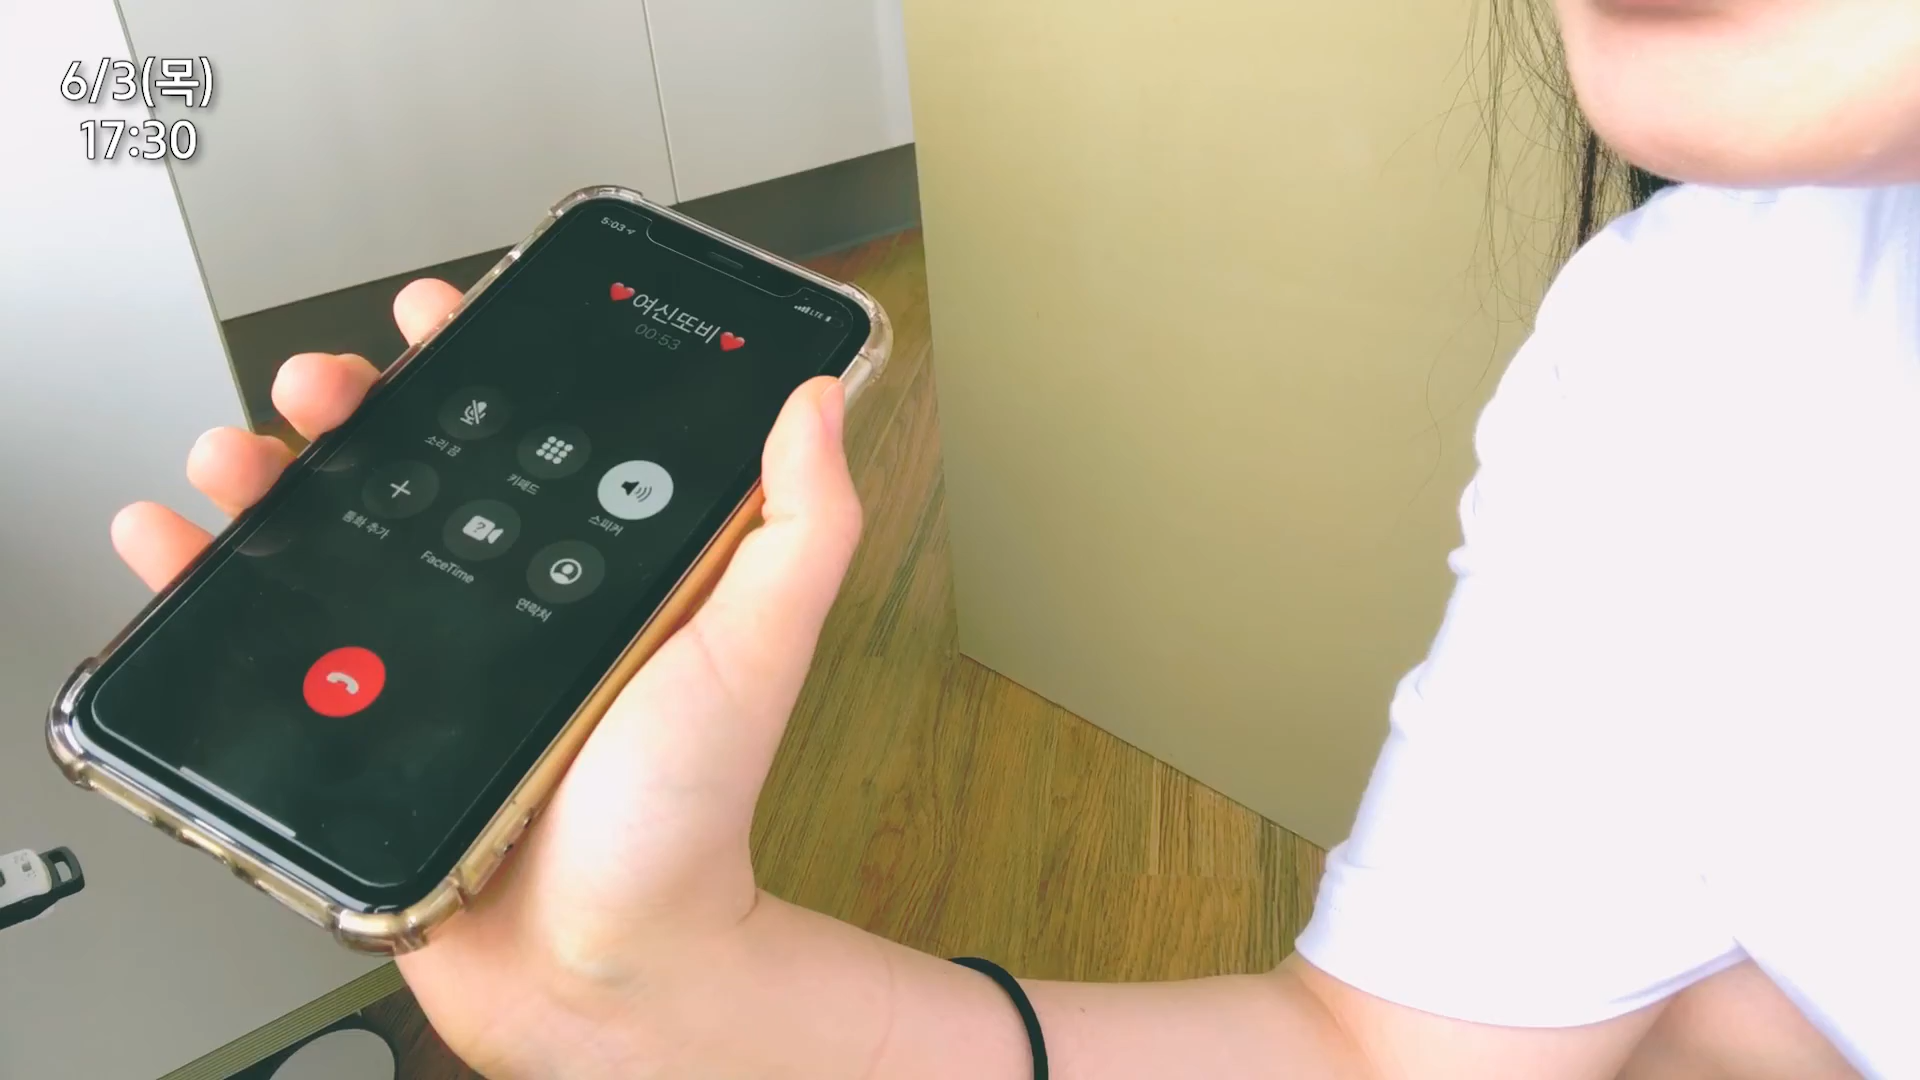 6/3(목)
17:30
5:03
LTE
❤️여신또비❤️
00:53
소리 끔
키패드
스피커
통화 추가
FaceTime
연락처